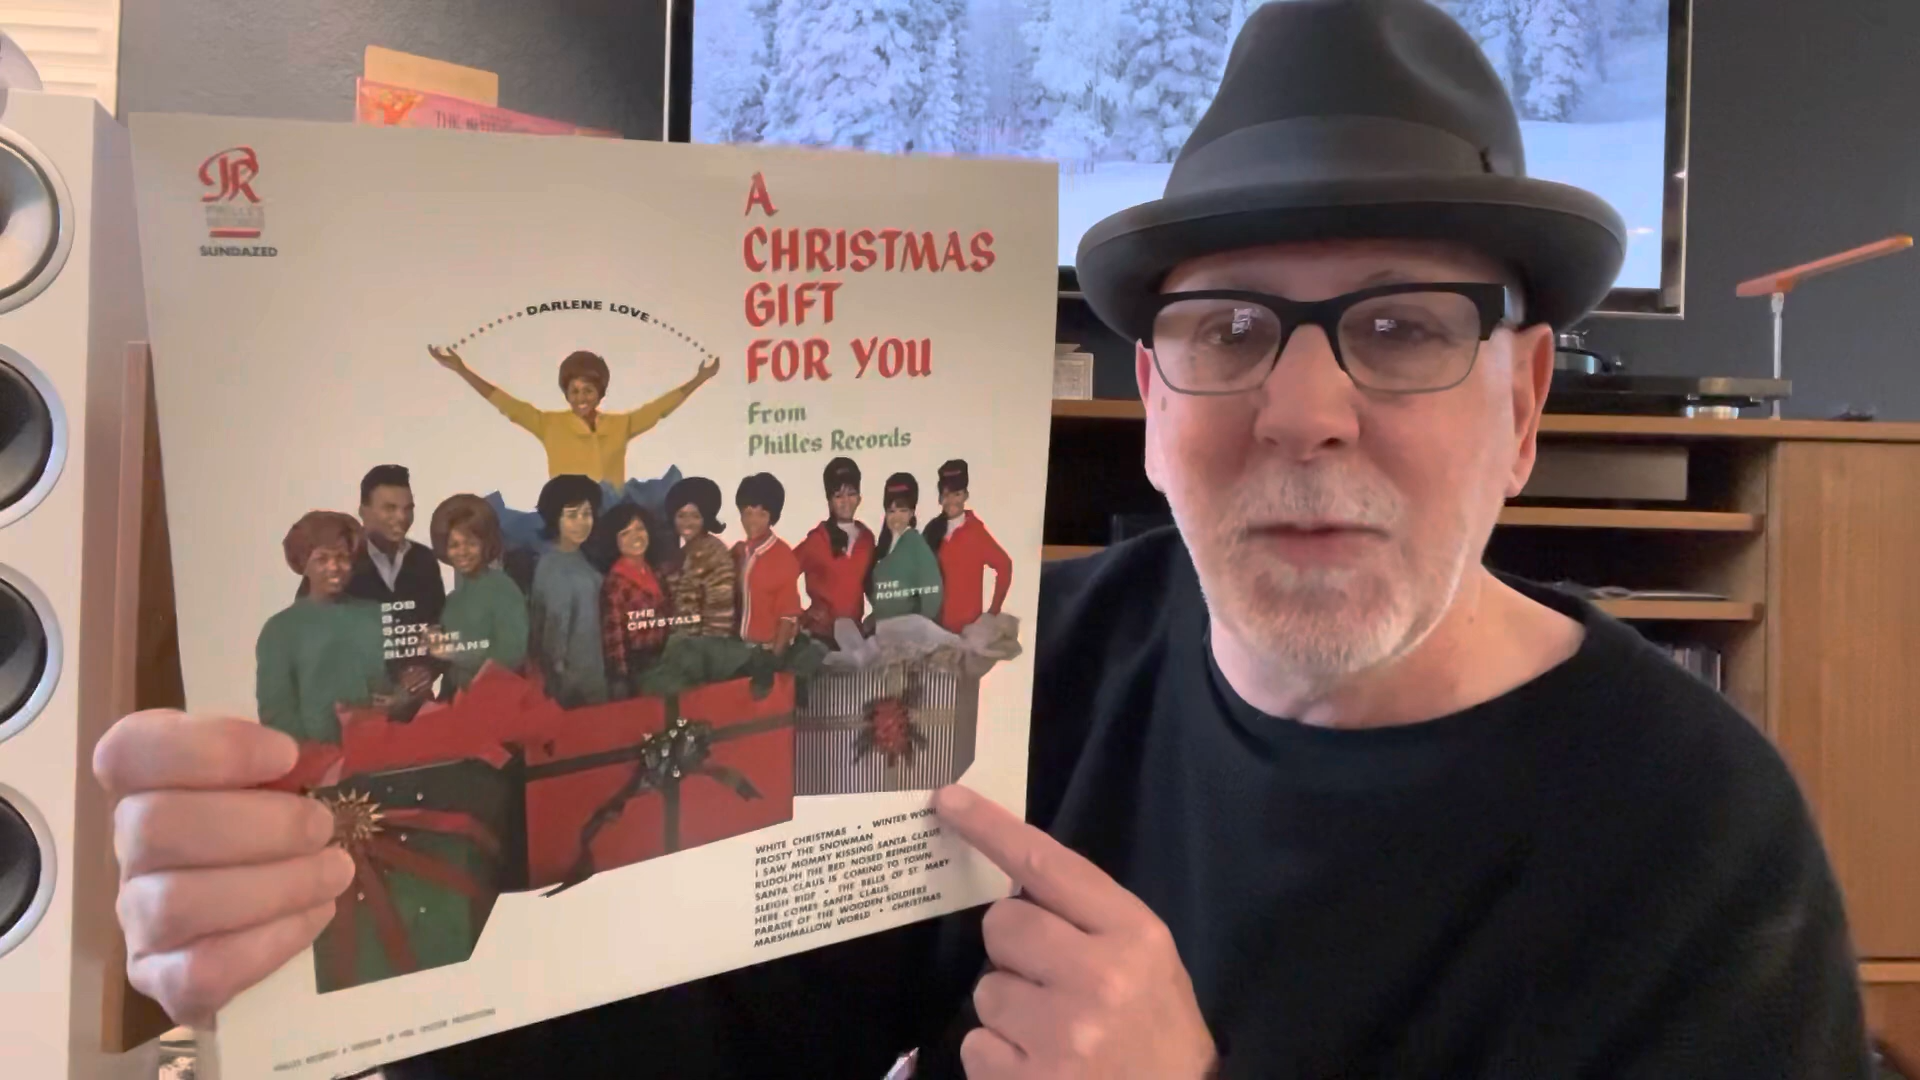 THE
PHILLES
RECORDS
SUNDAZED
A
CHRISTMAS
GIFT
FOR YOU
From
Philles Records
DARLENE LOVE
BOB
B.
SOXX
AND THE
BLUE JEANS
THE
CRYSTALS
THE
RONETTES
WHITE CHRISTMAS • WINTER
FROSTY THE SNOWMAN
I SAW MOMMY KISSING SANTA CLAUS
RUDOLPH THE RED NOSED REINDEER
SANTA CLAUS IS COMING TO TOWN
SLEIGH RIDE • THE BELLS OF ST. MARY
HERE COMES SANTA CLAUS
PARADE OF THE WOODEN SOLDIERS
MARSHMALLOW WORLD • CHRISTMAS